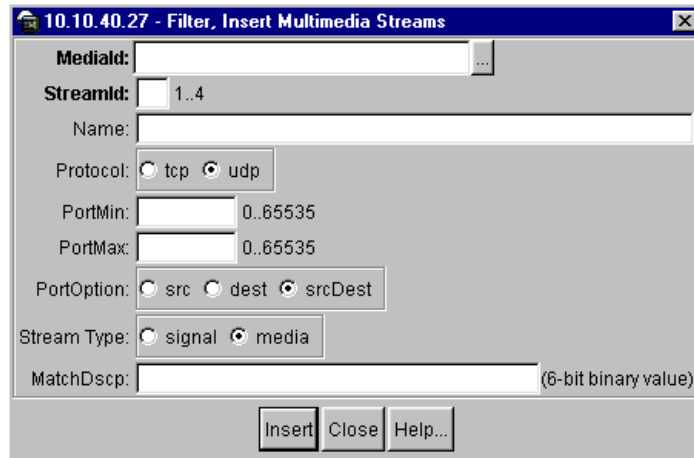 10.10.40.27 - Filter, Insert Multimedia Streams
MediaId: ...
StreamId: 1..4
Name:
Protocol: tcp udp
PortMin: 0..65535
PortMax: 0..65535
PortOption: src dest srcDest
Stream Type: signal media
MatchDscp: (6-bit binary value)
Insert Close Help...